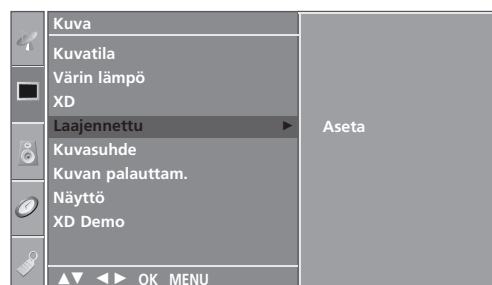 Kuva
Kuvatila
Värin lämpö
XD
Laajennettu ► Aseta
Kuvasuhde
Kuvan palauttam.
Näyttö
XD Demo
▲▼ ◄► OK MENU